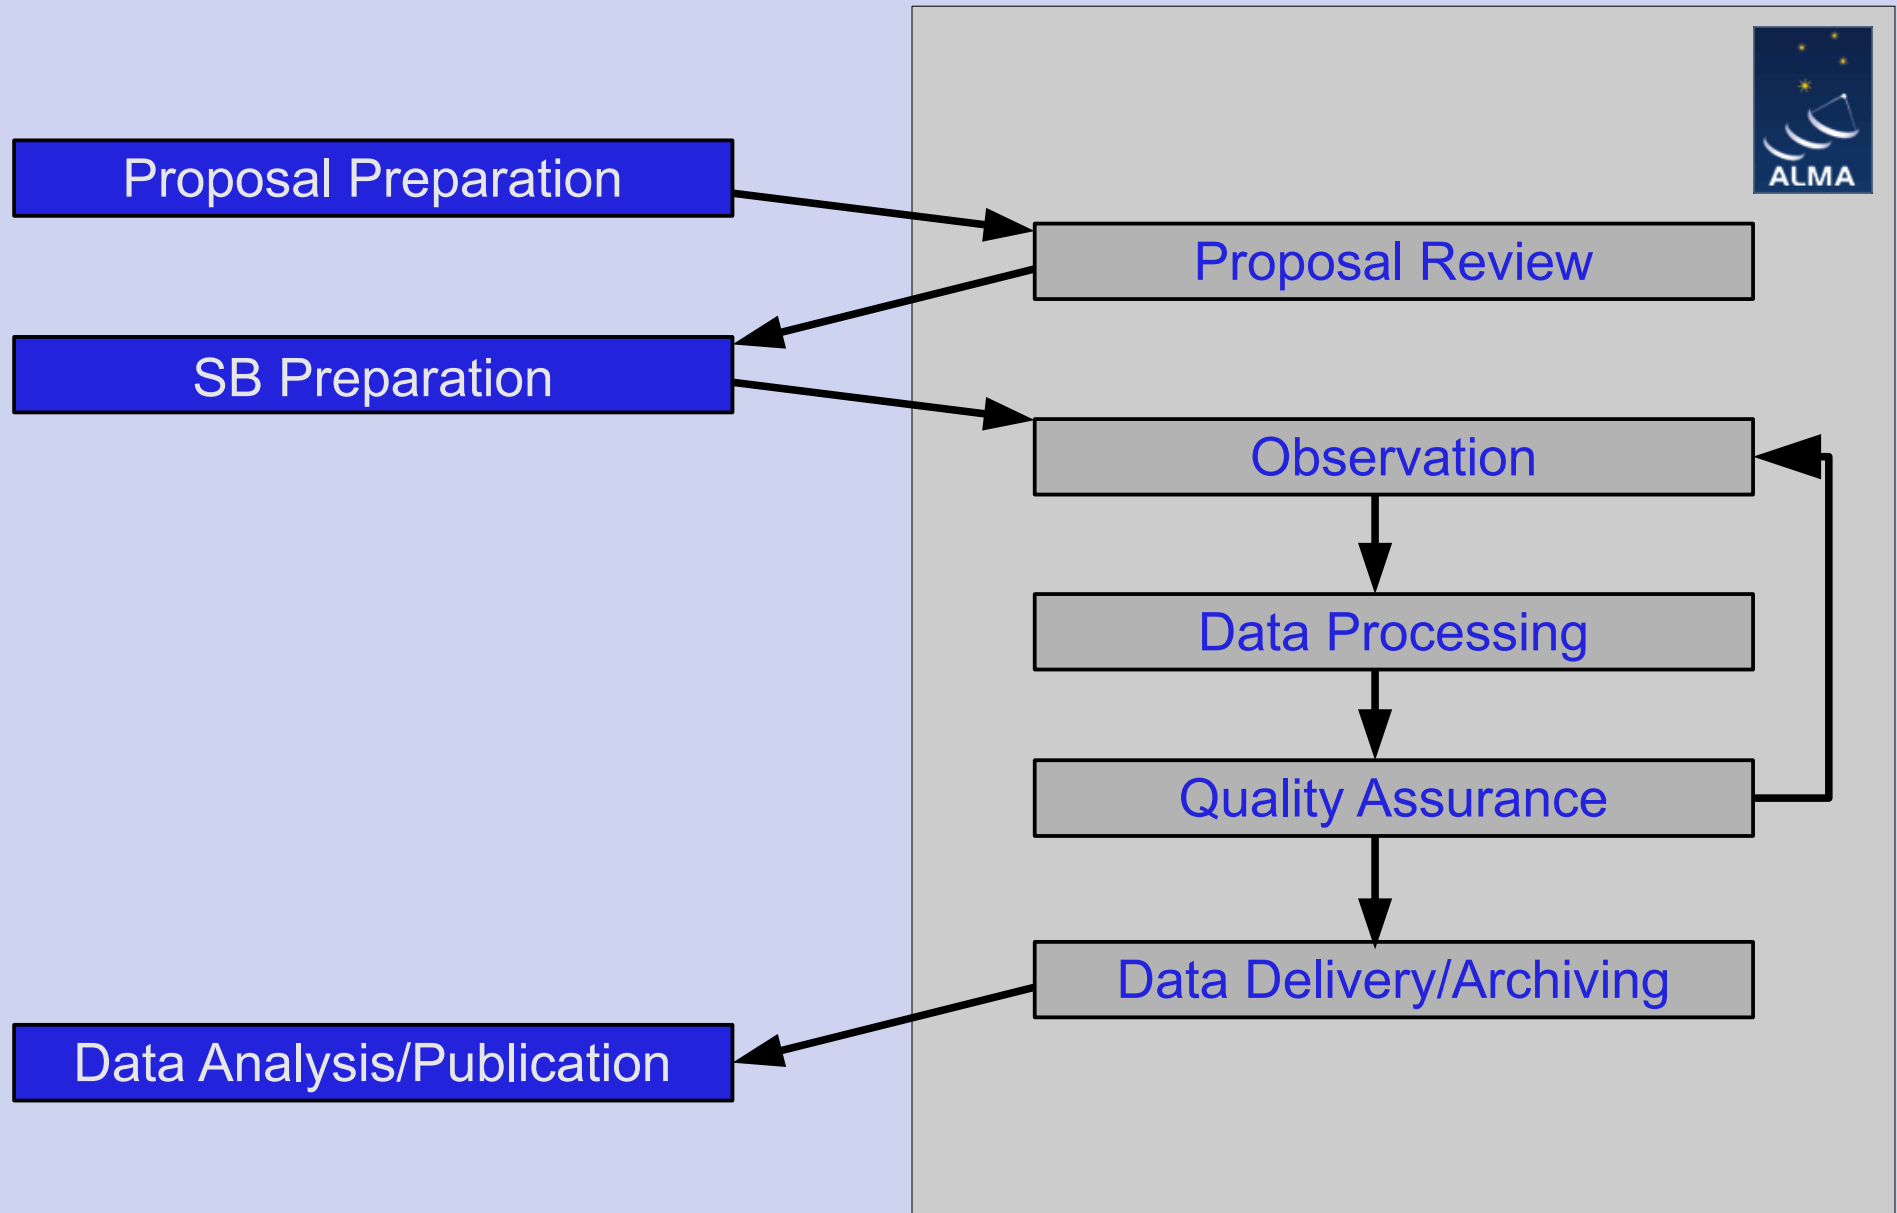 ALMA
Proposal Preparation
Proposal Review
SB Preparation
Observation
Data Processing
Quality Assurance
Data Delivery/Archiving
Data Analysis/Publication